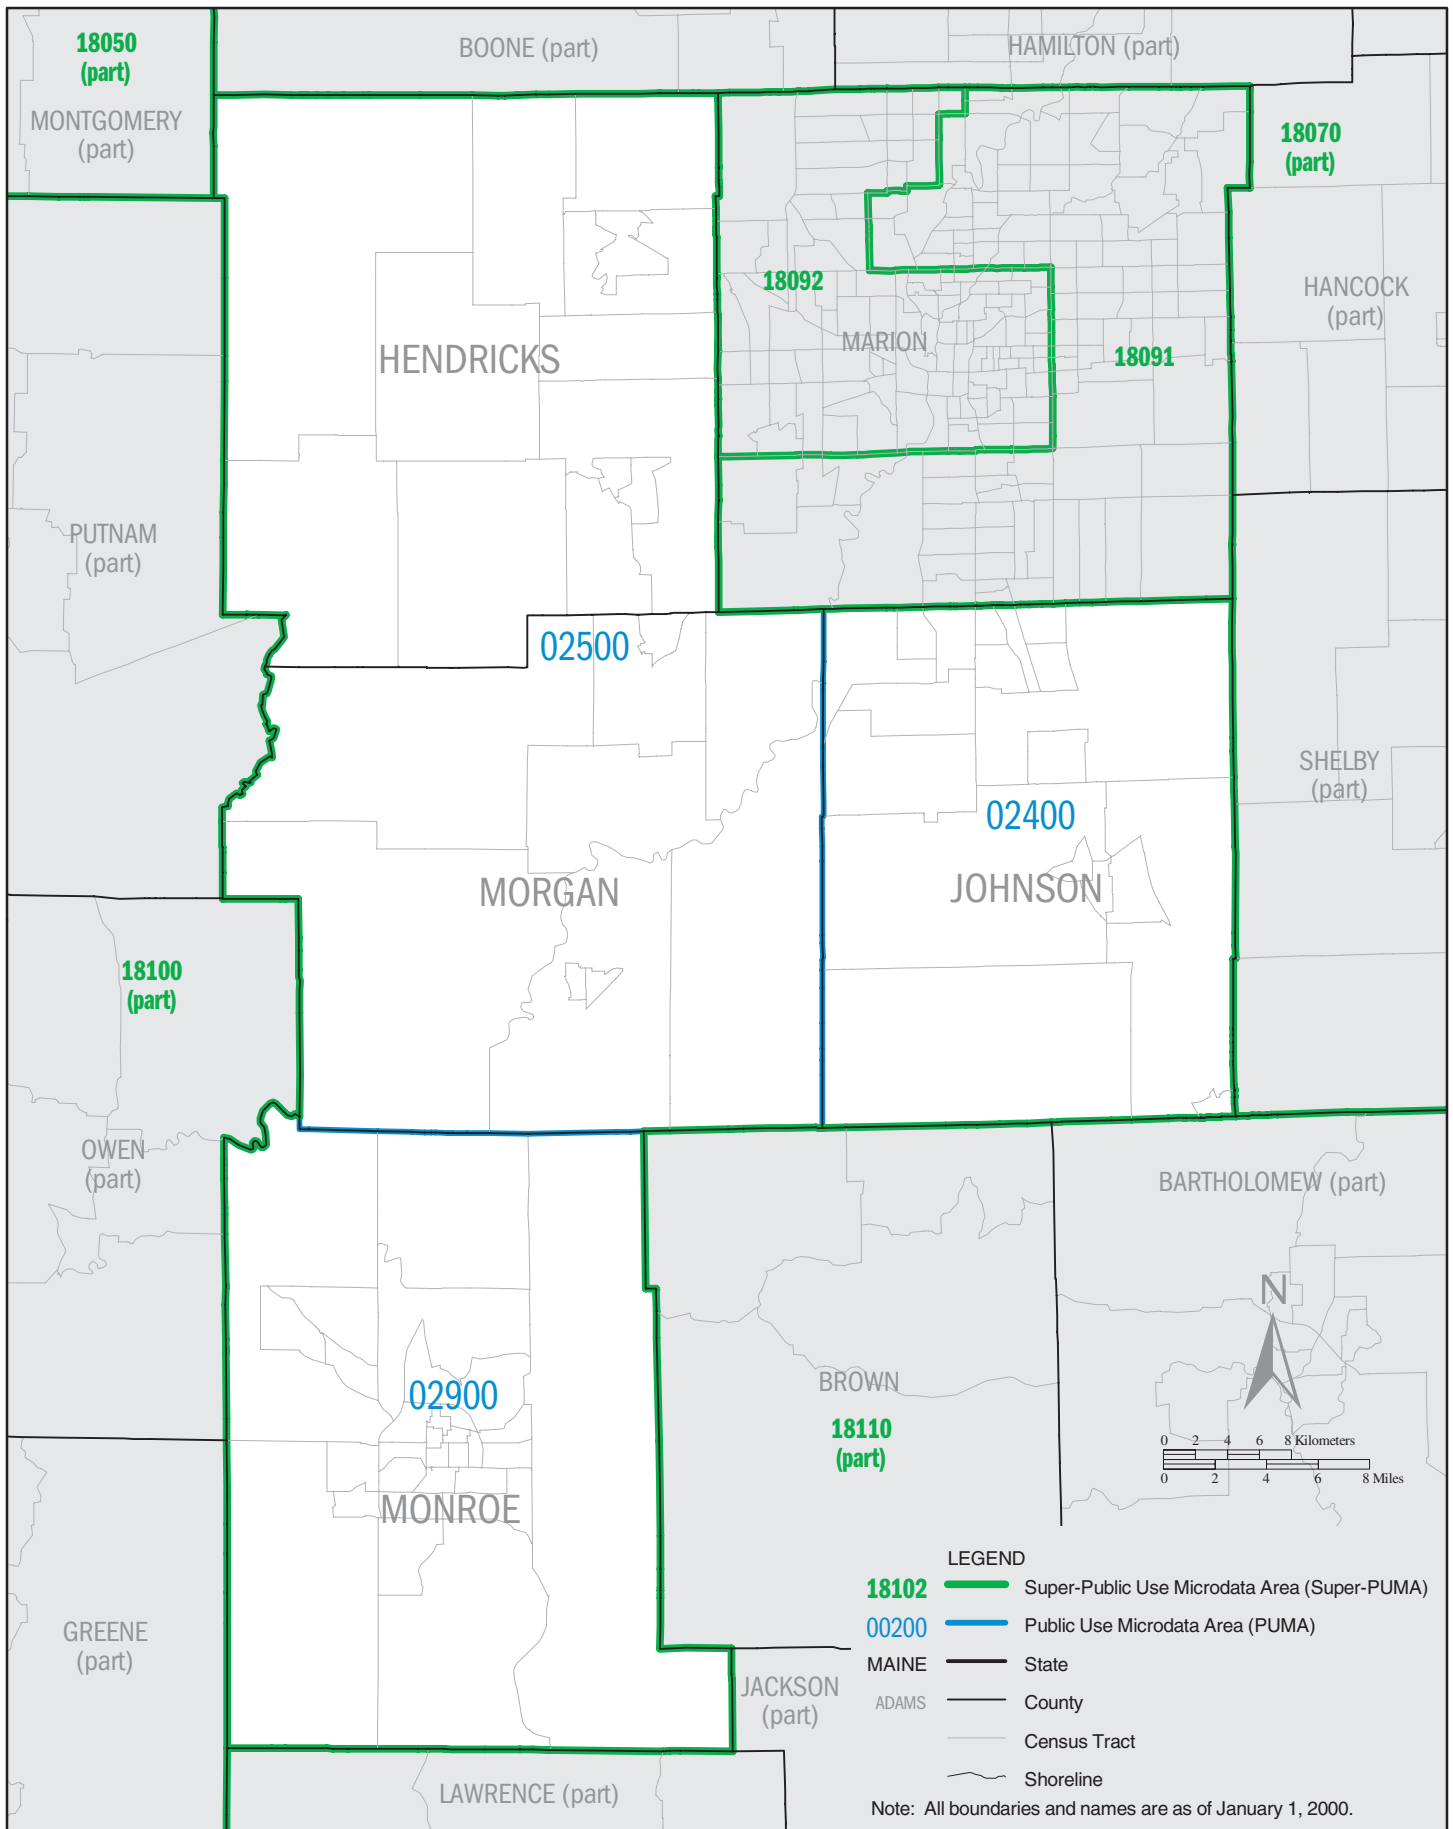 18050
(part)
BOONE (part)
HAMILTON (part)
MONTGOMERY
(part)
18070
(part)
18092
HANCOCK
(part)
MARION
18091
HENDRICKS
PUTNAM
(part)
02500
SHELBY
(part)
02400
MORGAN
JOHNSON
18100
(part)
OWEN
(part)
BARTHOLOMEW (part)
N
BROWN
02900
18110
(part)
0 2 4 6 8 Kilometers
0 2 4 6 8 Miles
MONROE
GREENE
(part)
JACKSON
(part)
LAWRENCE (part)
LEGEND
18102 Super-Public Use Microdata Area (Super-PUMA)
00200 Public Use Microdata Area (PUMA)
MAINE State
ADAMS County
Census Tract
Shoreline
Note: All boundaries and names are as of January 1, 2000.